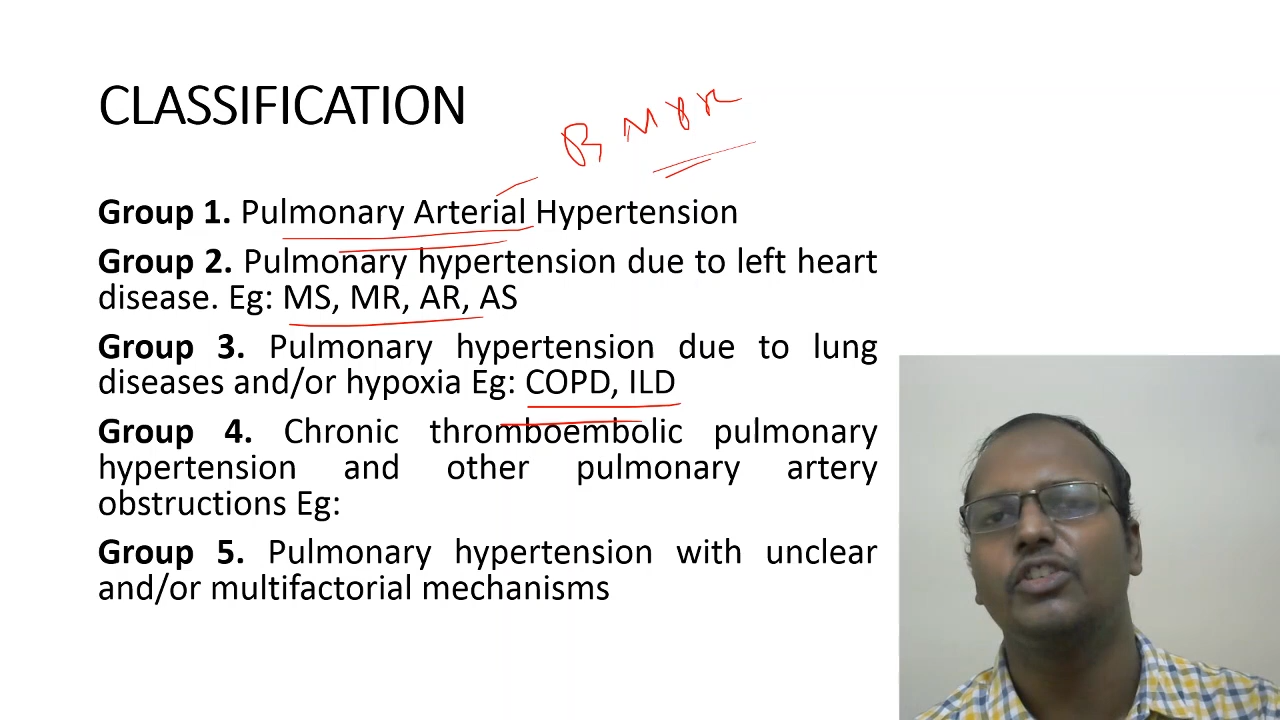 CLASSIFICATION
BMPR
Group 1. Pulmonary Arterial Hypertension
Group 2. Pulmonary hypertension due to left heart
disease. Eg: MS, MR, AR, AS
Group 3. Pulmonary hypertension due to lung
diseases and/or hypoxia Eg: COPD, ILD
Group 4. Chronic thromboembolic pulmonary
hypertension and other pulmonary artery
obstructions Eg:
Group 5. Pulmonary hypertension with unclear
and/or multifactorial mechanisms